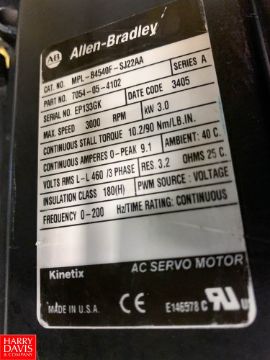 AB Allen-Bradley
CAT. NO. MPL-B4540F-SJ22AA
PART NO. 7054-05-4102 SERIES A
SERIAL NO. EP133GK DATE CODE 3405
MAX SPEED 3000 RPM kW 3.0
CONTINUOUS STALL TORQUE 10.2/90 Nm/LB.IN.
CONTINUOUS AMPERES 0-PEAK 9.1 AMBIENT: 40 C.
VOLTS RMS L-L 460 /3 PHASE RES. 3.2 OHMS 25 C.
INSULATION CLASS 180(H) PWM SOURCE : VOLTAGE
FREQUENCY 0-200 Hz/TIME RATING: CONTINUOUS
Kinetix AC SERVO MOTOR
MADE IN U.S.A. CE E146578 C RU US
HARRY
DAVIS
& COMPANY